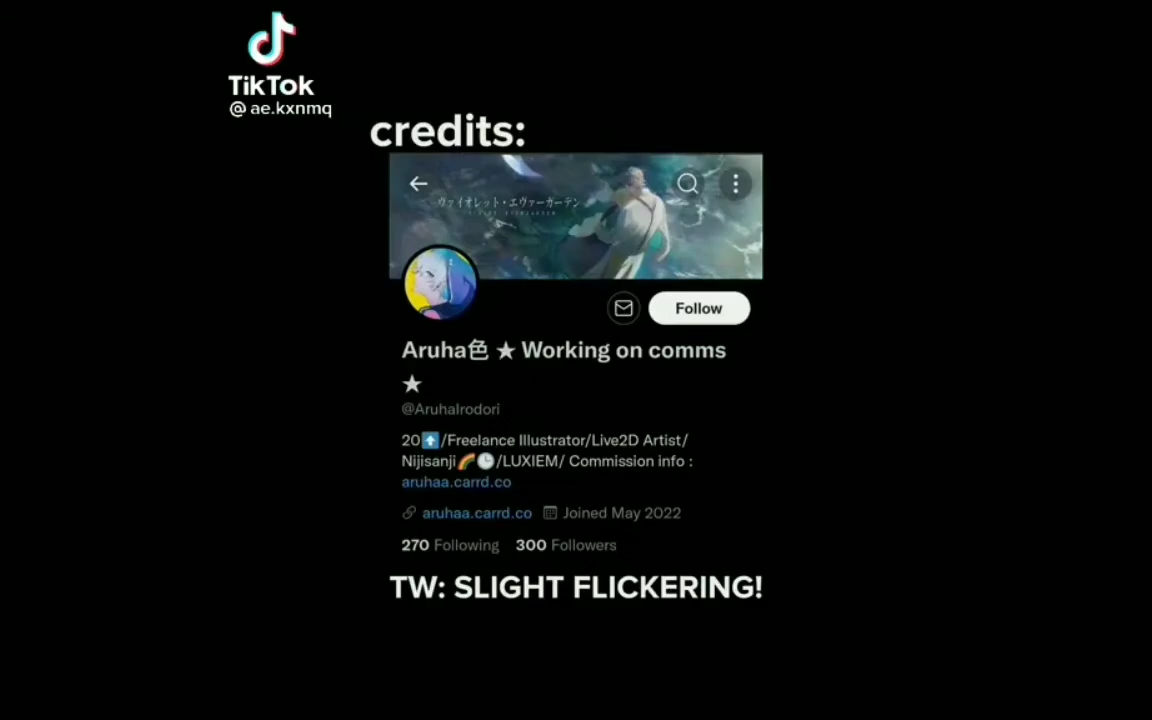 TikTok
@ae.kxnmq
credits:
ヴァイオレット・エヴァーガーデン
VIOLET EVERGARDEN
Follow
Aruha色 ★ Working on comms
★
@AruhaIrodori
20⬆️/Freelance Illustrator/Live2D Artist/
Nijisanji🌈🕒/LUXIEM/ Commission info :
aruhaa.carrd.co
aruhaa.carrd.co Joined May 2022
270 Following 300 Followers
TW: SLIGHT FLICKERING!